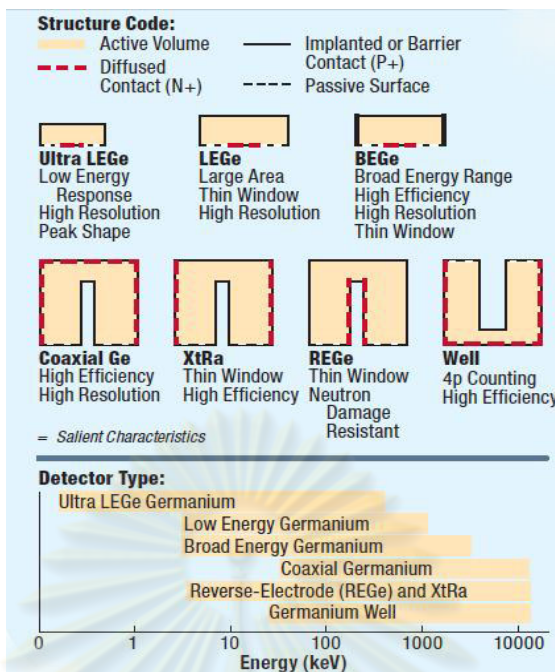 Structure Code:
Active Volume
Implanted or Barrier
Contact (P+)
Diffused
Contact (N+)
Passive Surface
Ultra LEGe
Low Energy
Response
High Resolution
Peak Shape
LEGe
Large Area
Thin Window
High Resolution
BEGe
Broad Energy Range
High Efficiency
High Resolution
Thin Window
Coaxial Ge
High Efficiency
High Resolution
XtRa
Thin Window
High Efficiency
REGe
Thin Window
Neutron
Damage
Resistant
Well
4p Counting
High Efficiency
= Salient Characteristics
Detector Type:
Ultra LEGe Germanium
Low Energy Germanium
Broad Energy Germanium
Coaxial Germanium
Reverse-Electrode (REGe) and XtRa
Germanium Well
0 1 10 100 1000 10000
Energy (keV)